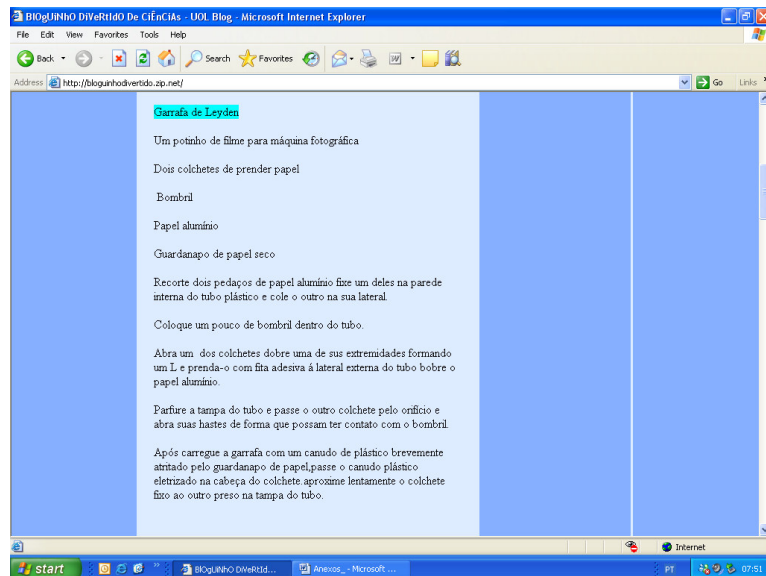 BlOgUiNhO DiVeRtIdO De CiÊnCiAs - UOL Blog - Microsoft Internet Explorer
File Edit View Favorites Tools Help
Back Search Favorites
Address http://bloguinhodivertido.zip.net/ Go Links
Garrafa de Leyden
Um potinho de filme para máquina fotográfica
Dois colchetes de prender papel
Bombril
Papel alumínio
Guardanapo de papel seco
Recorte dois pedaços de papel alumínio fixe um deles na parede
interna do tubo plástico e cole o outro na sua lateral.
Coloque um pouco de bombril dentro do tubo.
Abra um dos colchetes dobre uma de sus extremidades formando
um L e prenda-o com fita adesiva á lateral externa do tubo bobre o
papel alumínio.
Parfure a tampa do tubo e passe o outro colchete pelo orifício e
abra suas hastes de forma que possam ter contato com o bombril.
Após carregue a garrafa com um canudo de plástico brevemente
atritado pelo guardanapo de papel,passe o canudo plástico
eletrizado na cabeça do colchete.aproxime lentamente o colchete
fixo ao outro preso na tampa do tubo.
Internet
start BlOgUiNhO DiVeRtId... Anexos_ - Microsoft ... PT 07:51